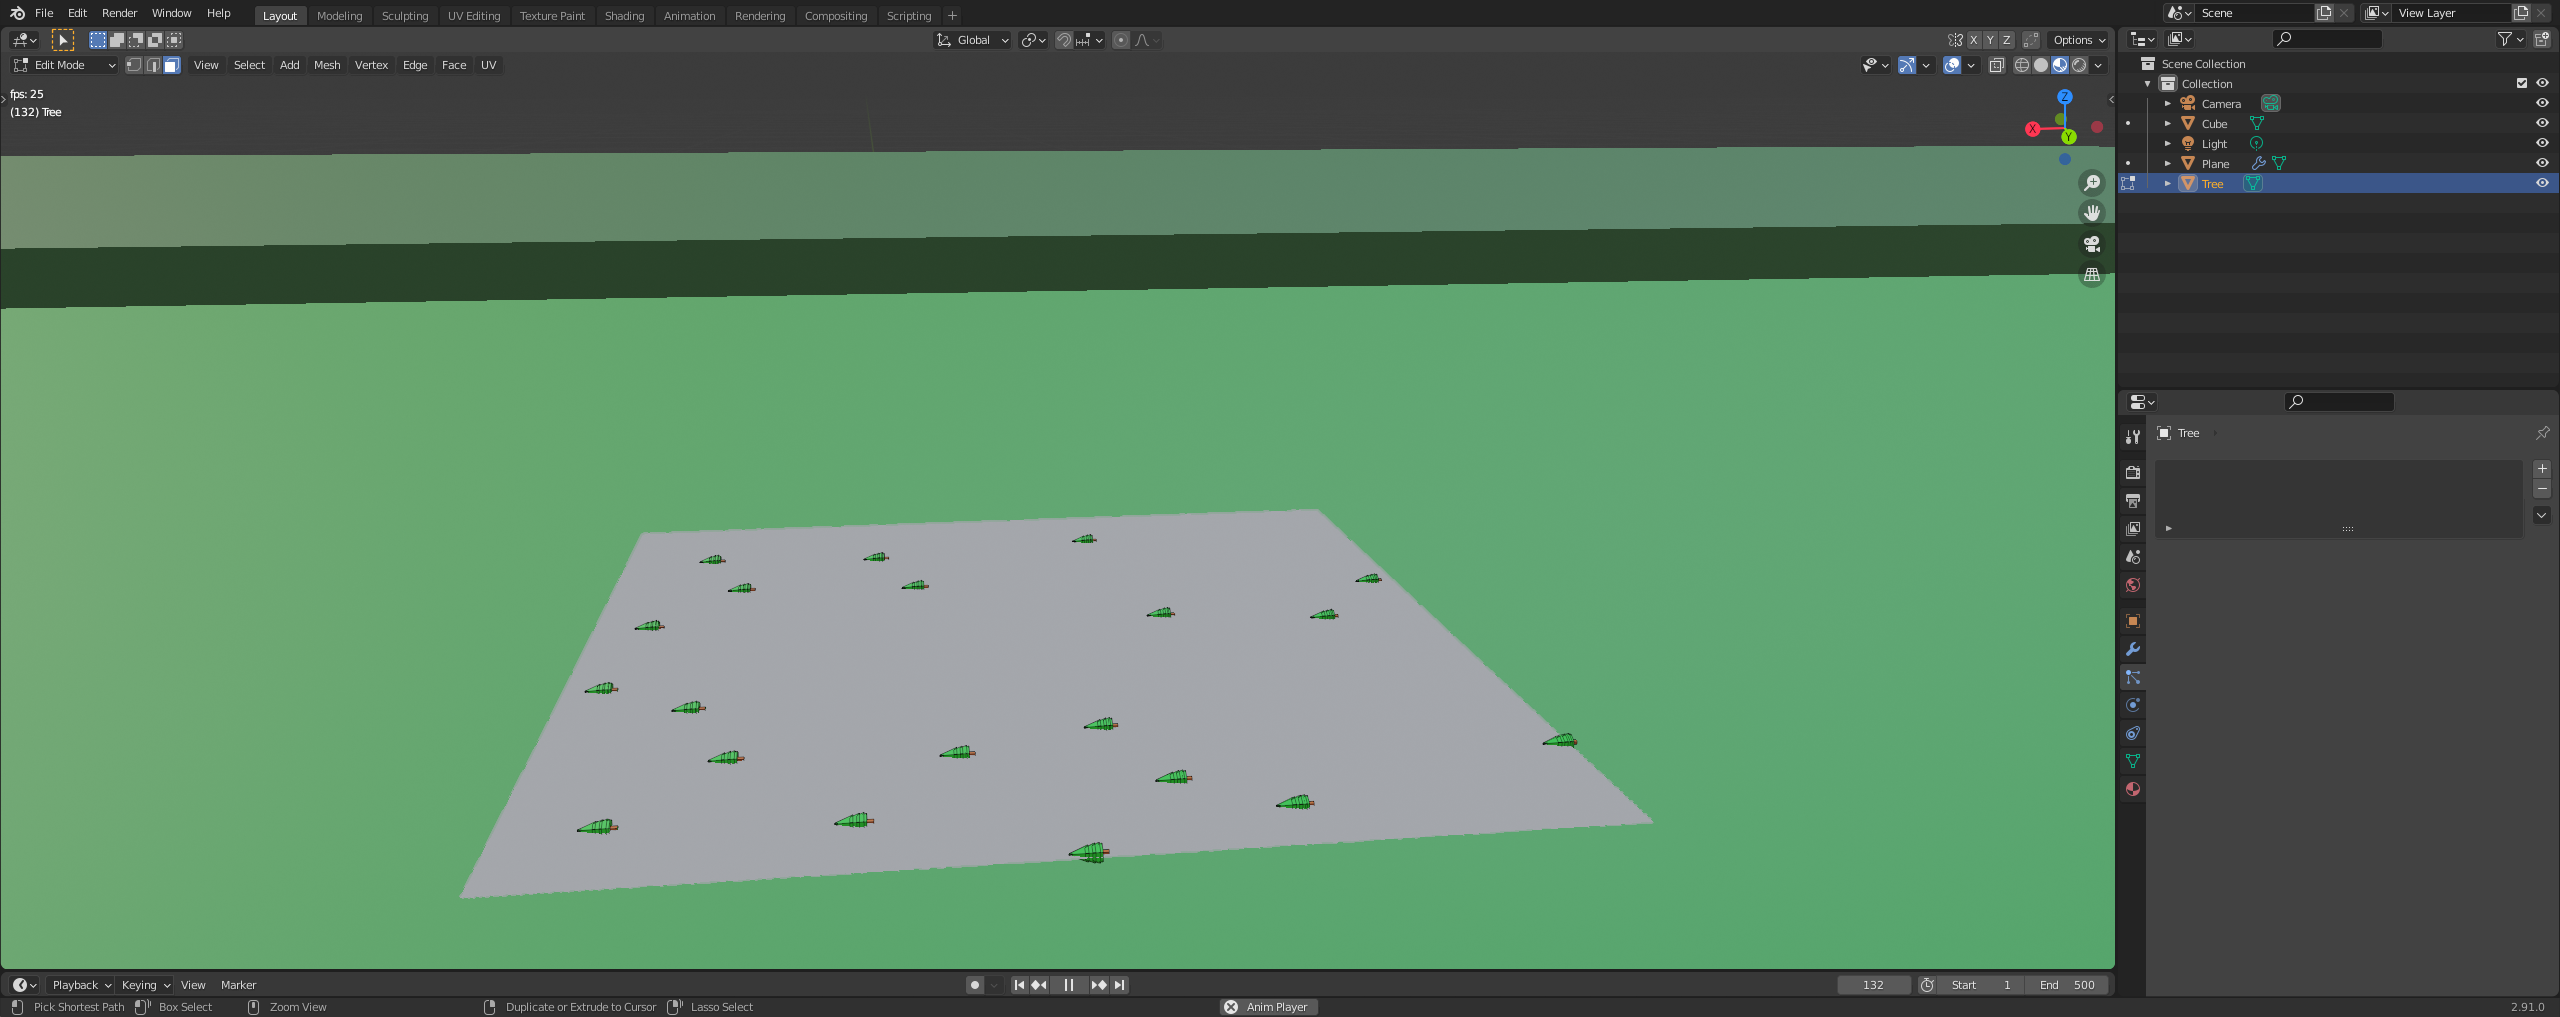 File Edit Render Window Help Layout Modeling Sculpting UV Editing Texture Paint Shading Animation Rendering Compositing Scripting + Scene View Layer
Global X Y Z Options
Edit Mode View Select Add Mesh Vertex Edge Face UV
fps: 25
(132) Tree
Z
X
Y
Scene Collection
Collection
Camera
Cube
Light
Plane
Tree
Tree
Playback Keying View Marker 132 Start 1 End 500
Pick Shortest Path Box Select Zoom View Duplicate or Extrude to Cursor Lasso Select Anim Player 2.91.0